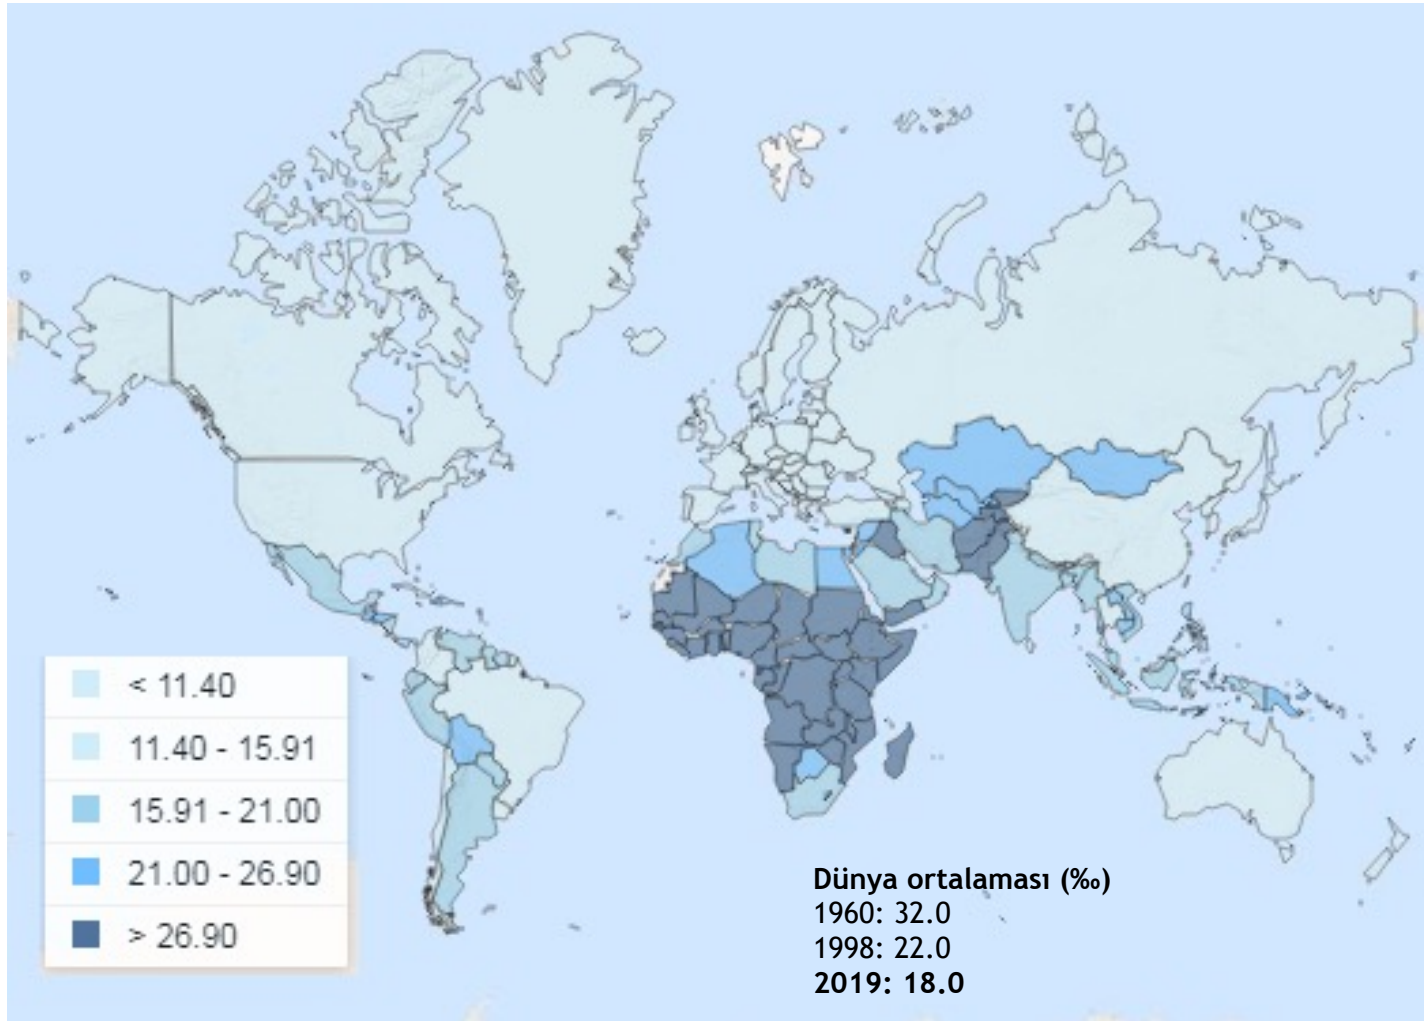 < 11.40
11.40 - 15.91
15.91 - 21.00
21.00 - 26.90
> 26.90
Dünya ortalaması (‰)
1960: 32.0
1998: 22.0
2019: 18.0